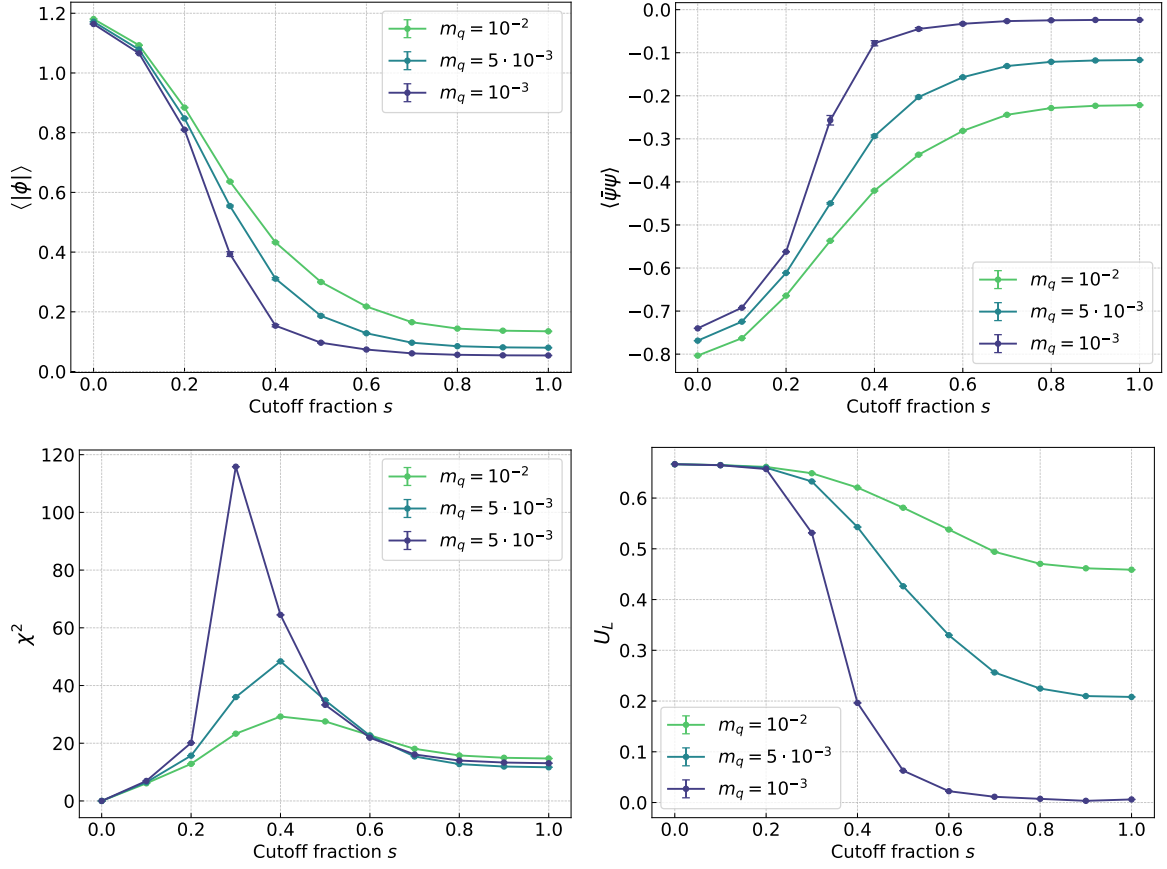 1.2
1.0
0.8
0.6
0.4
0.2
0.0
⟨|ϕ|⟩
m_q = 10^{-2}
m_q = 5 · 10^{-3}
m_q = 10^{-3}
0.0 0.2 0.4 0.6 0.8 1.0
Cutoff fraction s
0.0
−0.1
−0.2
−0.3
−0.4
−0.5
−0.6
−0.7
−0.8
⟨ψ̄ψ⟩
m_q = 10^{-2}
m_q = 5 · 10^{-3}
m_q = 10^{-3}
0.0 0.2 0.4 0.6 0.8 1.0
Cutoff fraction s
120
100
80
60
40
20
0
χ²
m_q = 10^{-2}
m_q = 5 · 10^{-3}
m_q = 5 · 10^{-3}
0.0 0.2 0.4 0.6 0.8 1.0
Cutoff fraction s
0.6
0.5
0.4
0.3
0.2
0.1
0.0
U_L
m_q = 10^{-2}
m_q = 5 · 10^{-3}
m_q = 10^{-3}
0.0 0.2 0.4 0.6 0.8 1.0
Cutoff fraction s